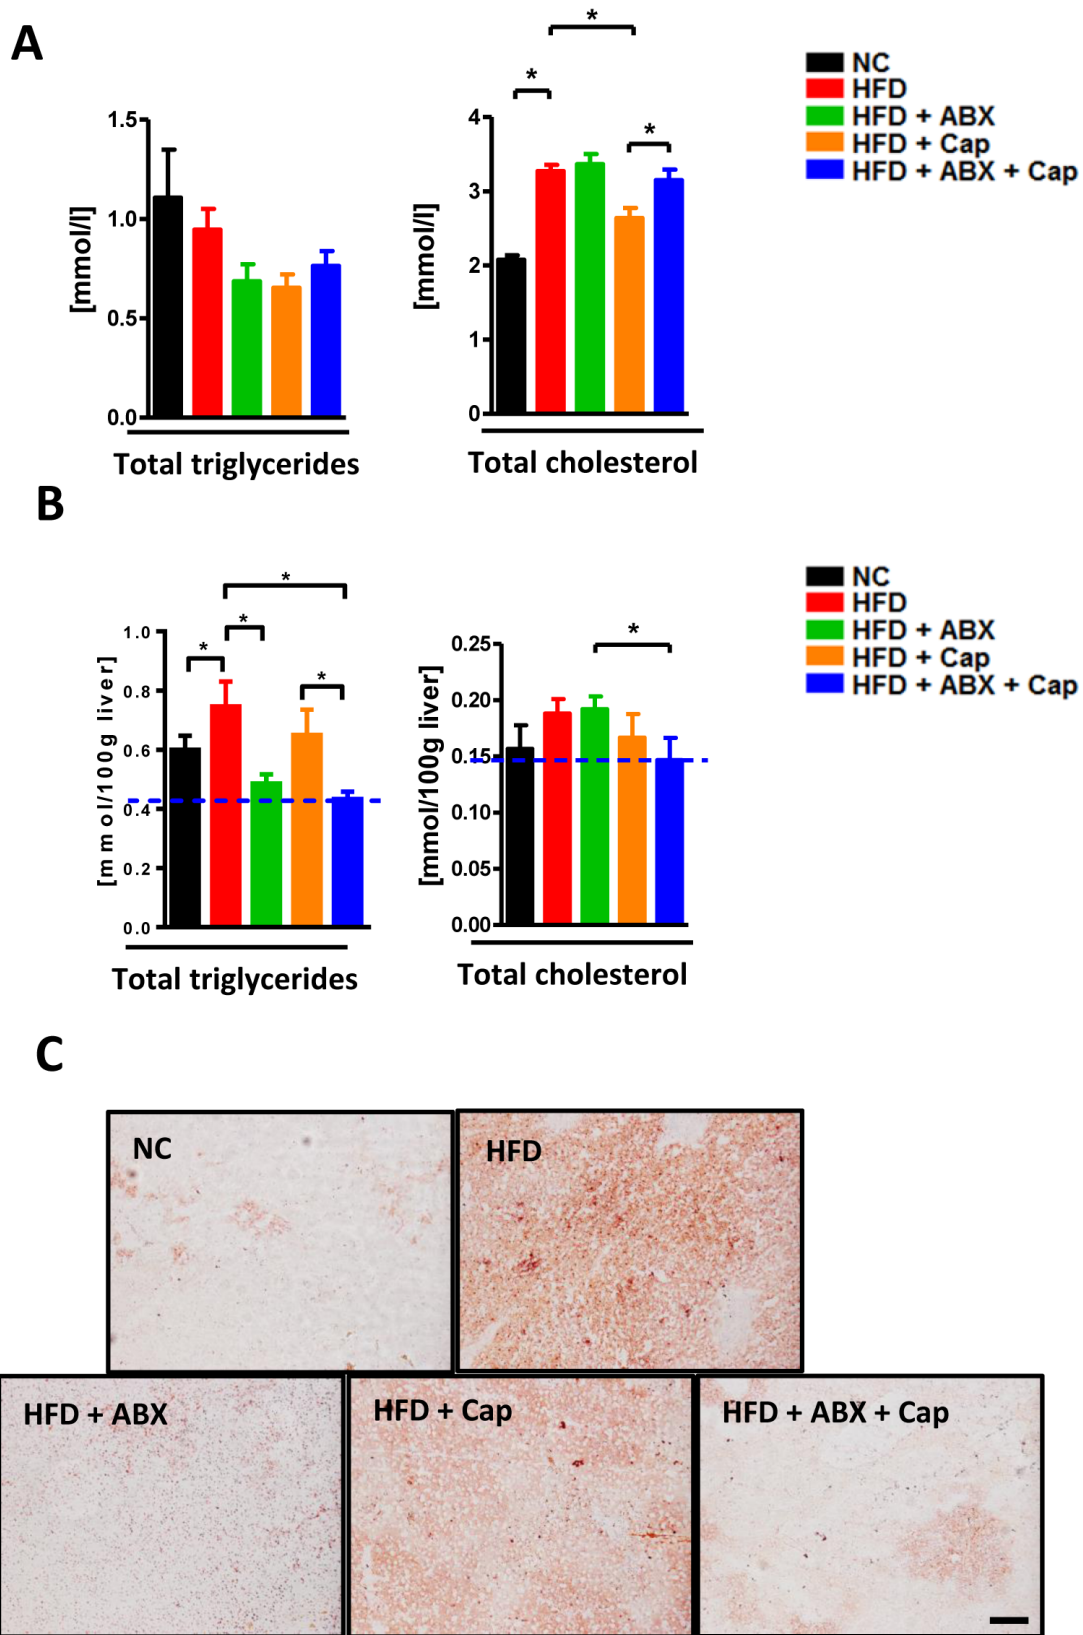 A
*
*
*
NC
HFD
HFD + ABX
HFD + Cap
HFD + ABX + Cap
[mmol/l]
1.5
1.0
0.5
0.0
Total triglycerides
[mmol/l]
4
3
2
1
0
Total cholesterol
B
*
*
*
*
*
NC
HFD
HFD + ABX
HFD + Cap
HFD + ABX + Cap
[mmol/100g liver]
1.0
0.8
0.6
0.4
0.2
0.0
Total triglycerides
[mmol/100g liver]
0.25
0.20
0.15
0.10
0.05
0.00
Total cholesterol
C
NC
HFD
HFD + ABX
HFD + Cap
HFD + ABX + Cap